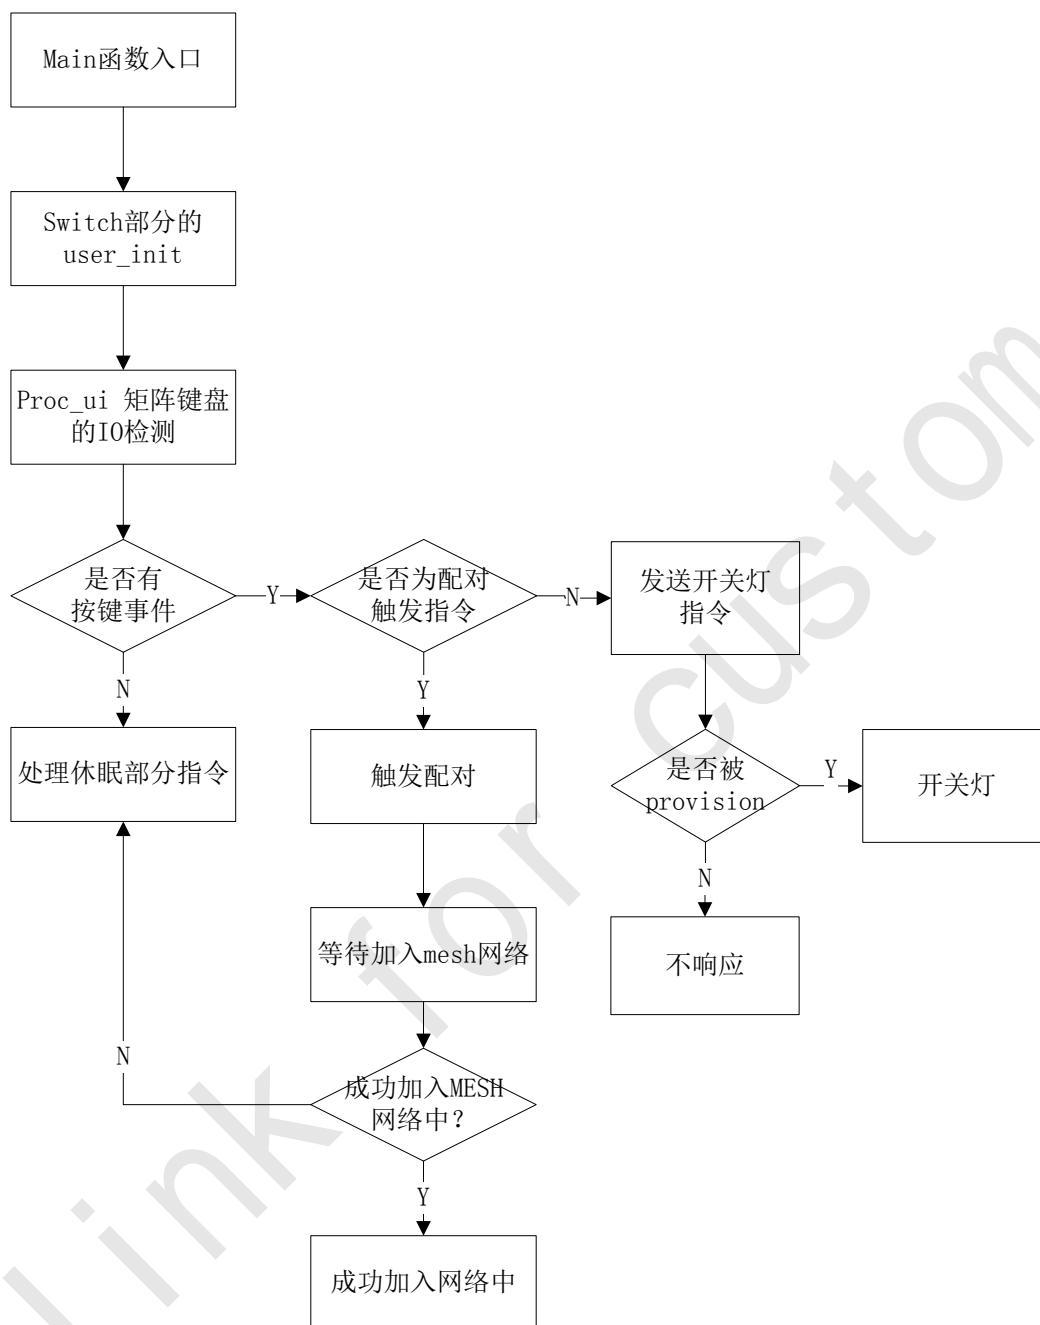 Main函数入口
Switch部分的
user_init
Proc_ui 矩阵键盘
的IO检测
是否有
按键事件
Y
是否为配对
触发指令
N
发送开关灯
指令
N
Y
处理休眠部分指令
触发配对
是否被
provision
Y
开关灯
N
等待加入mesh网络
不响应
N
成功加入MESH
网络中？
Y
成功加入网络中
link for custom